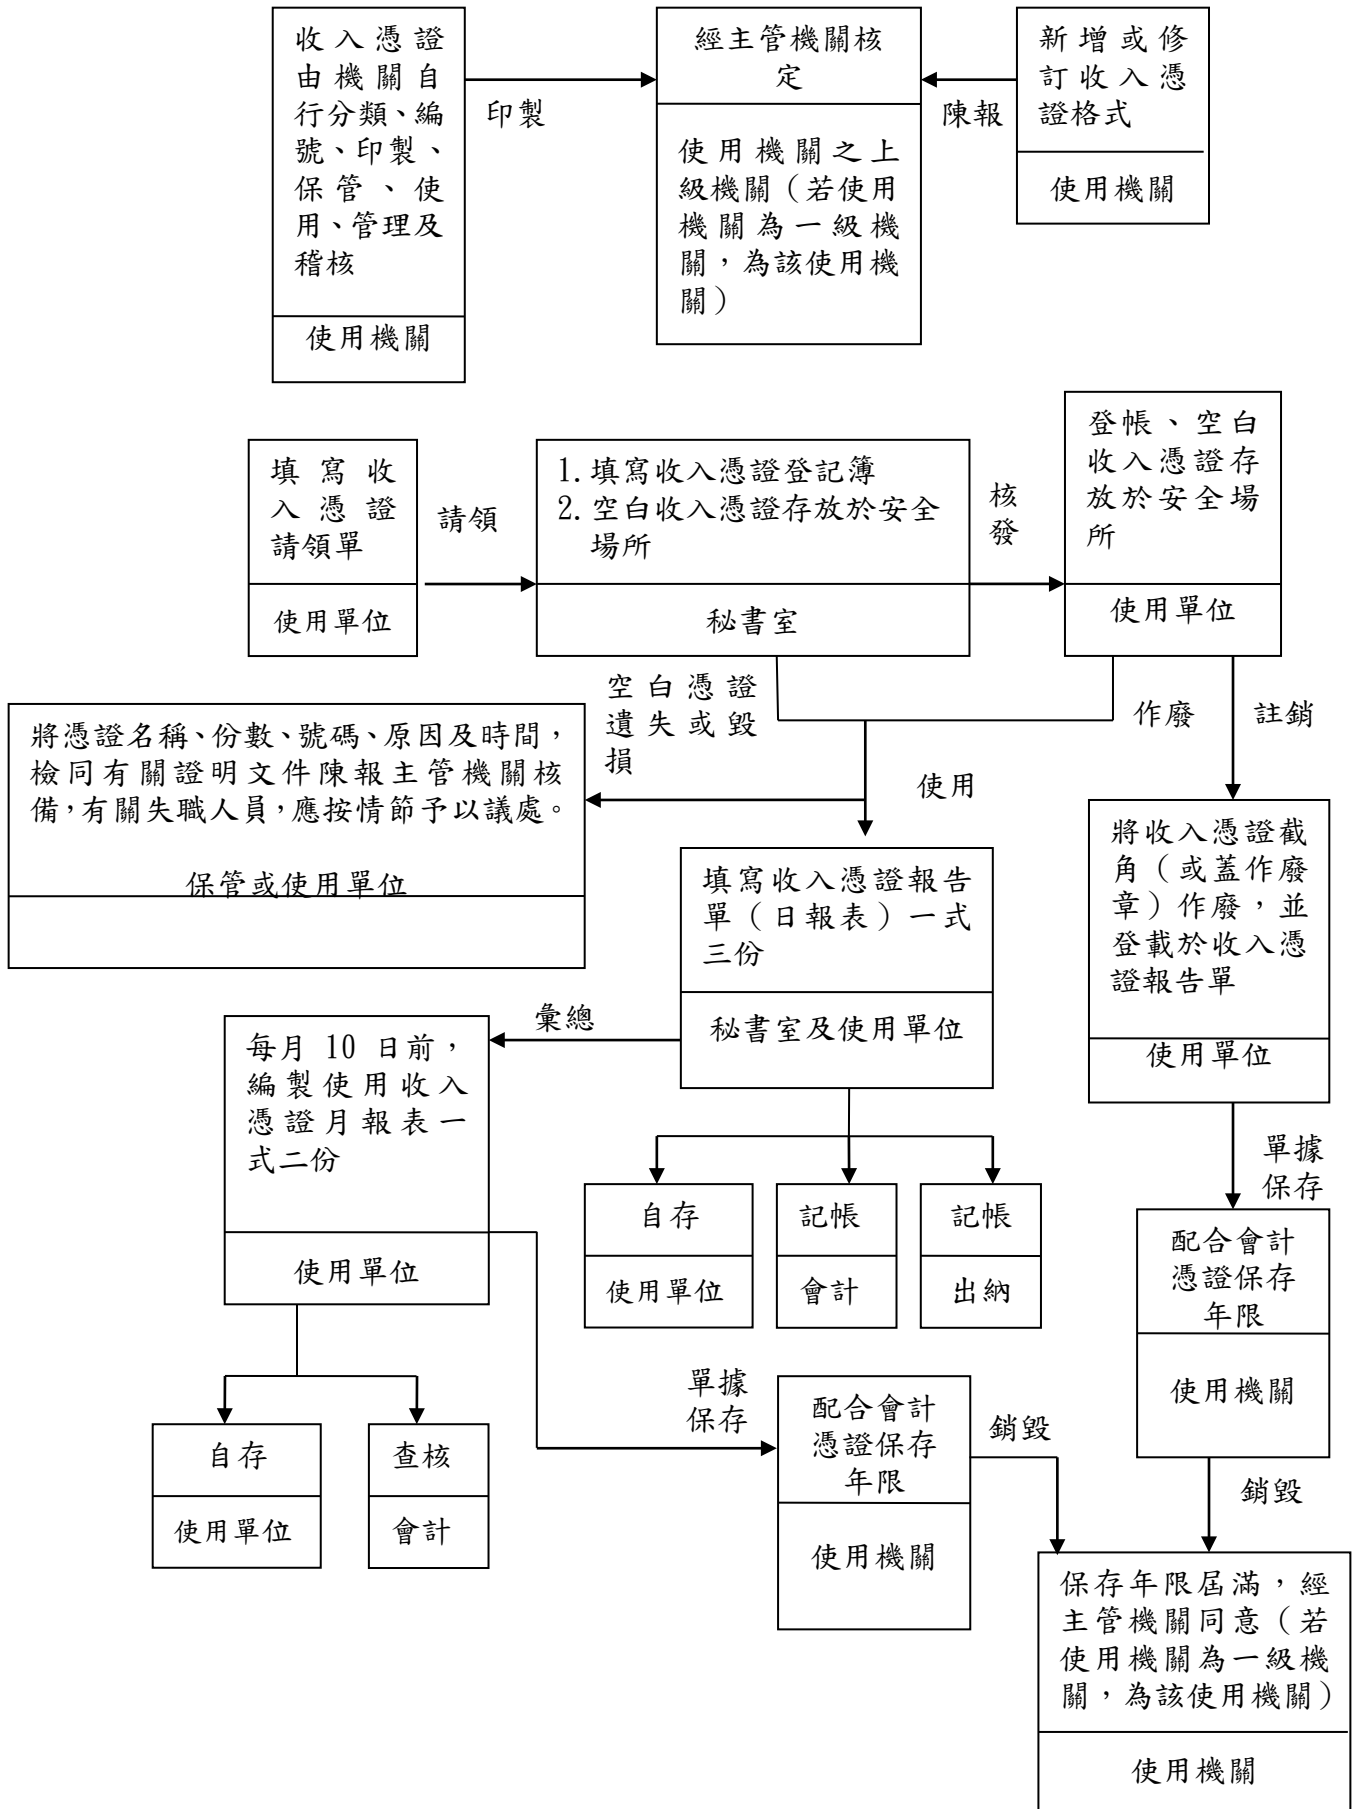 收入憑證
由機關自
行分類、編
號、印製、
保管、使
用、管理及
稽核
使用機關
印製
經主管機關核
定
使用機關之上
級機關（若使用
機關為一級機
關，為該使用機
關）
陳報
新增或修
訂收入憑
證格式
使用機關
填寫收
入憑證
請領單
使用單位
請領
1.填寫收入憑證登記簿
2.空白收入憑證存放於安全
場所
秘書室
核
發
登帳、空白
收入憑證存
放於安全場
所
使用單位
空白憑證
遺失或毀
損
將憑證名稱、份數、號碼、原因及時間，
檢同有關證明文件陳報主管機關核
備，有關失職人員，應按情節予以議處。
保管或使用單位
使用
作廢
註銷
填寫收入憑證報告
單（日報表）一式
三份
秘書室及使用單位
將收入憑證截
角（或蓋作廢
章）作廢，並
登載於收入憑
證報告單
使用單位
彙總
每月 10 日前，
編製使用收入
憑證月報表一
式二份
使用單位
自存
使用單位
記帳
會計
記帳
出納
單據
保存
配合會計
憑證保存
年限
使用機關
自存
使用單位
查核
會計
單據
保存
配合會計
憑證保存
年限
使用機關
銷毀
銷毀
保存年限屆滿，經
主管機關同意（若
使用機關為一級機
關，為該使用機關）
使用機關